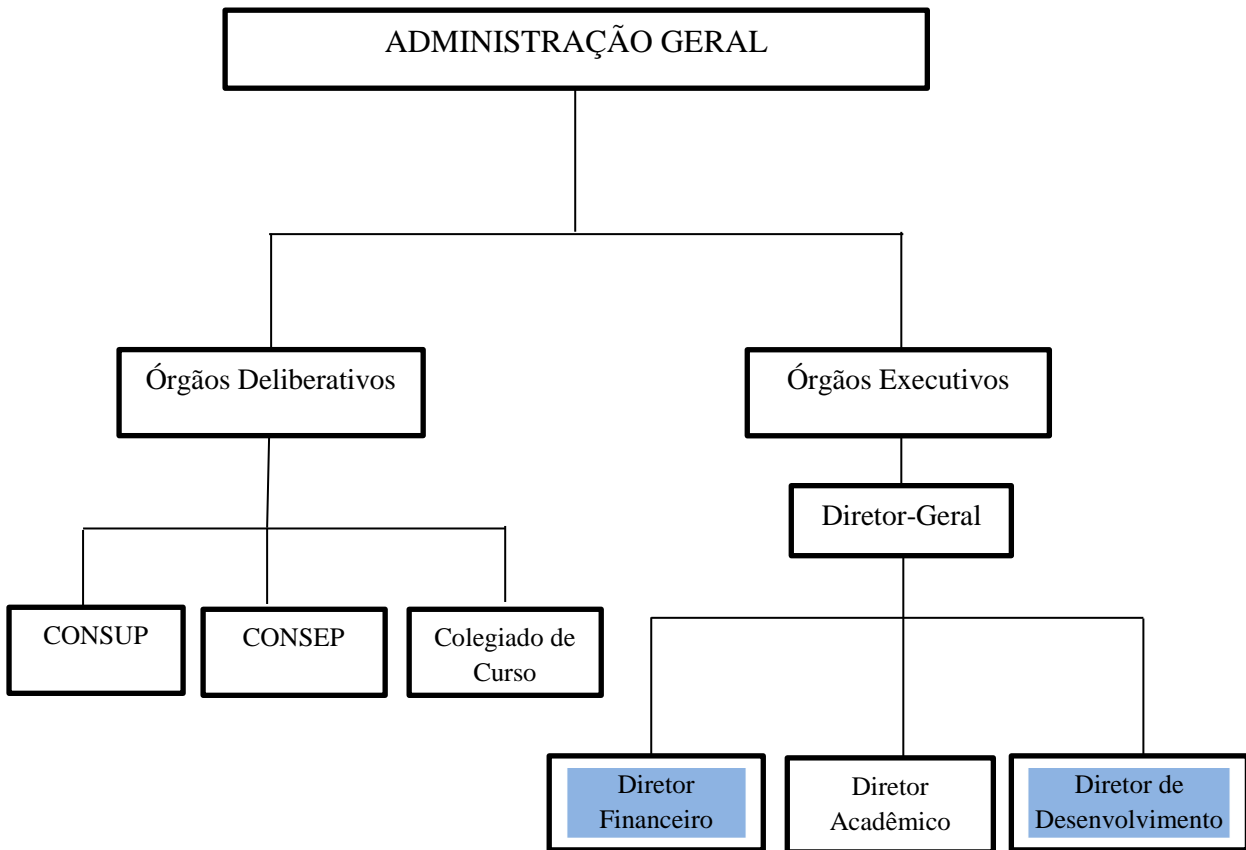 ADMINISTRAÇÃO GERAL
Órgãos Deliberativos
Órgãos Executivos
Diretor-Geral
CONSUP
CONSEP
Colegiado de
Curso
Diretor
Financeiro
Diretor
Acadêmico
Diretor de
Desenvolvimento